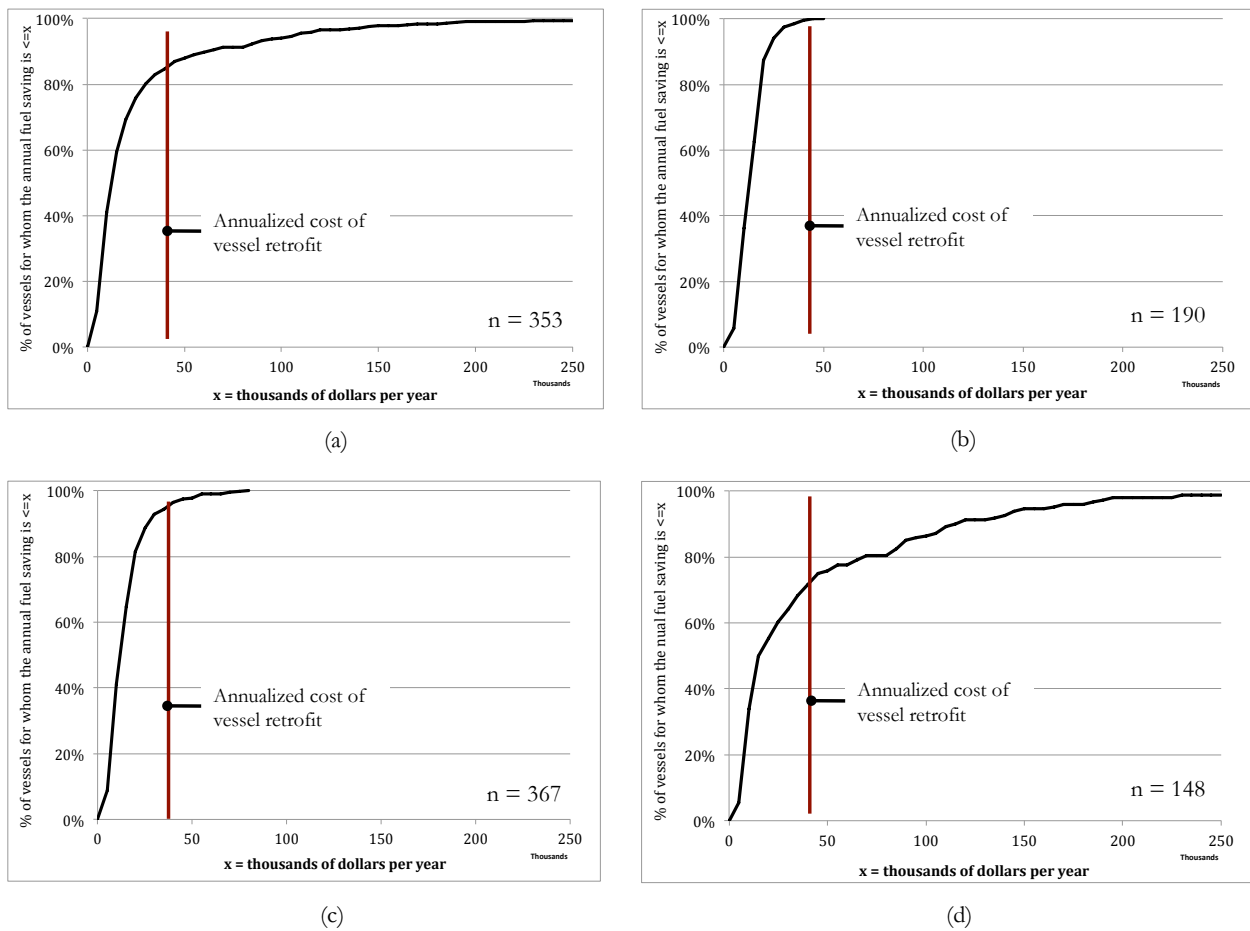 % of vessels for whom the annual fuel saving is <=x
100%
80%
60%
40%
20%
0%
Annualized cost of
vessel retrofit
n = 353
0 50 100 150 200 250
Thousands
x = thousands of dollars per year
(a)
% of vessels for whom the annual fuel saving is <=x
100%
80%
60%
40%
20%
0%
Annualized cost of
vessel retrofit
n = 190
0 50 100 150 200 250
Thousands
x = thousands of dollars per year
(b)
% of vessels for whom the annual fuel saving is <=x
100%
80%
60%
40%
20%
0%
Annualized cost of
vessel retrofit
n = 367
0 50 100 150 200 250
Thousands
x = thousands of dollars per year
(c)
% of vessels for whom the nual fuel saving is <=x
100%
80%
60%
40%
20%
0%
Annualized cost of
vessel retrofit
n = 148
0 50 100 150 200 250
Thousands
x = thousands of dollars per year
(d)